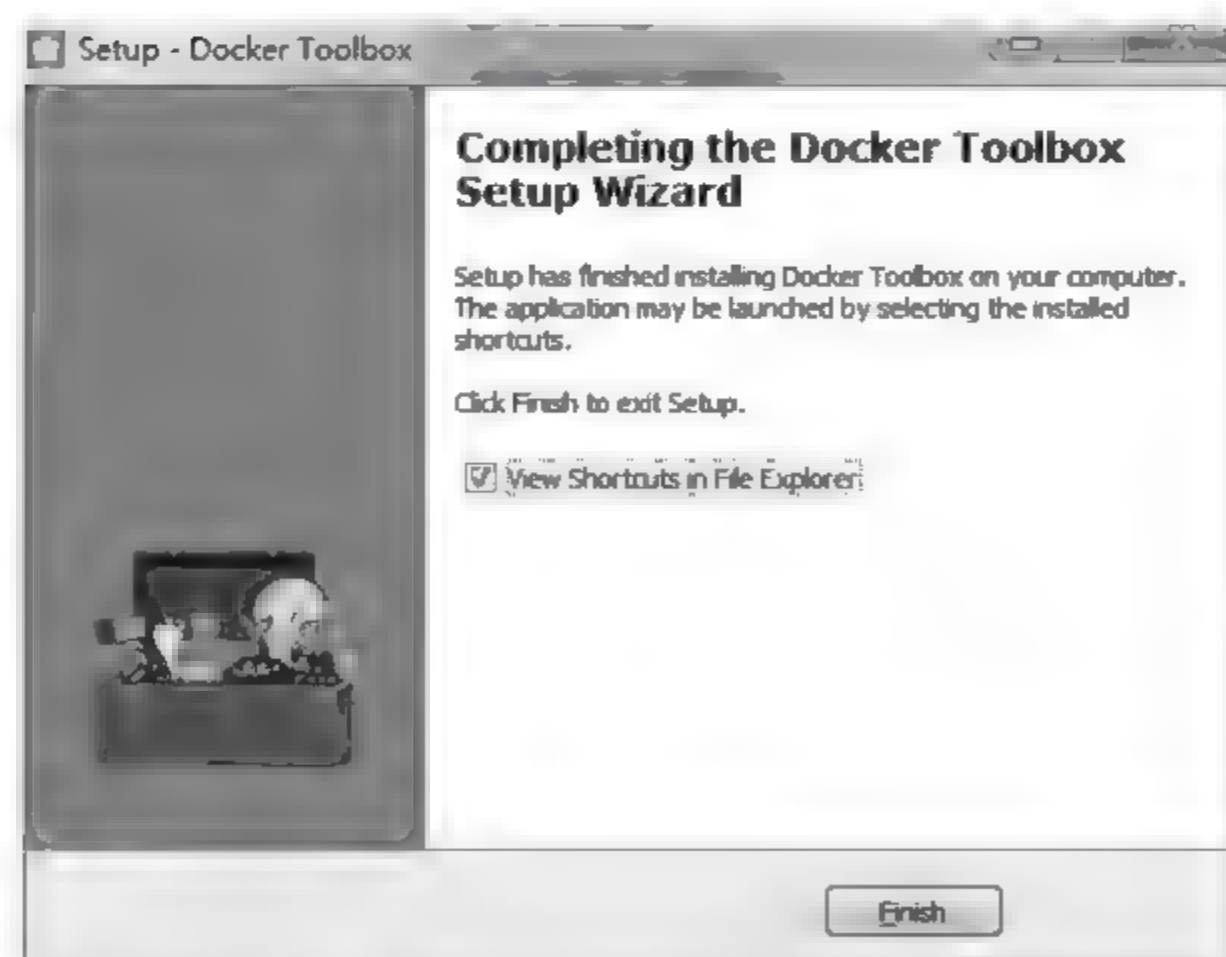 Setup - Docker Toolbox
Completing the Docker Toolbox
Setup Wizard
Setup has finished installing Docker Toolbox on your computer.
The application may be launched by selecting the installed
shortcuts.
Click Finish to exit Setup.
View Shortcuts in File Explorer
Finish